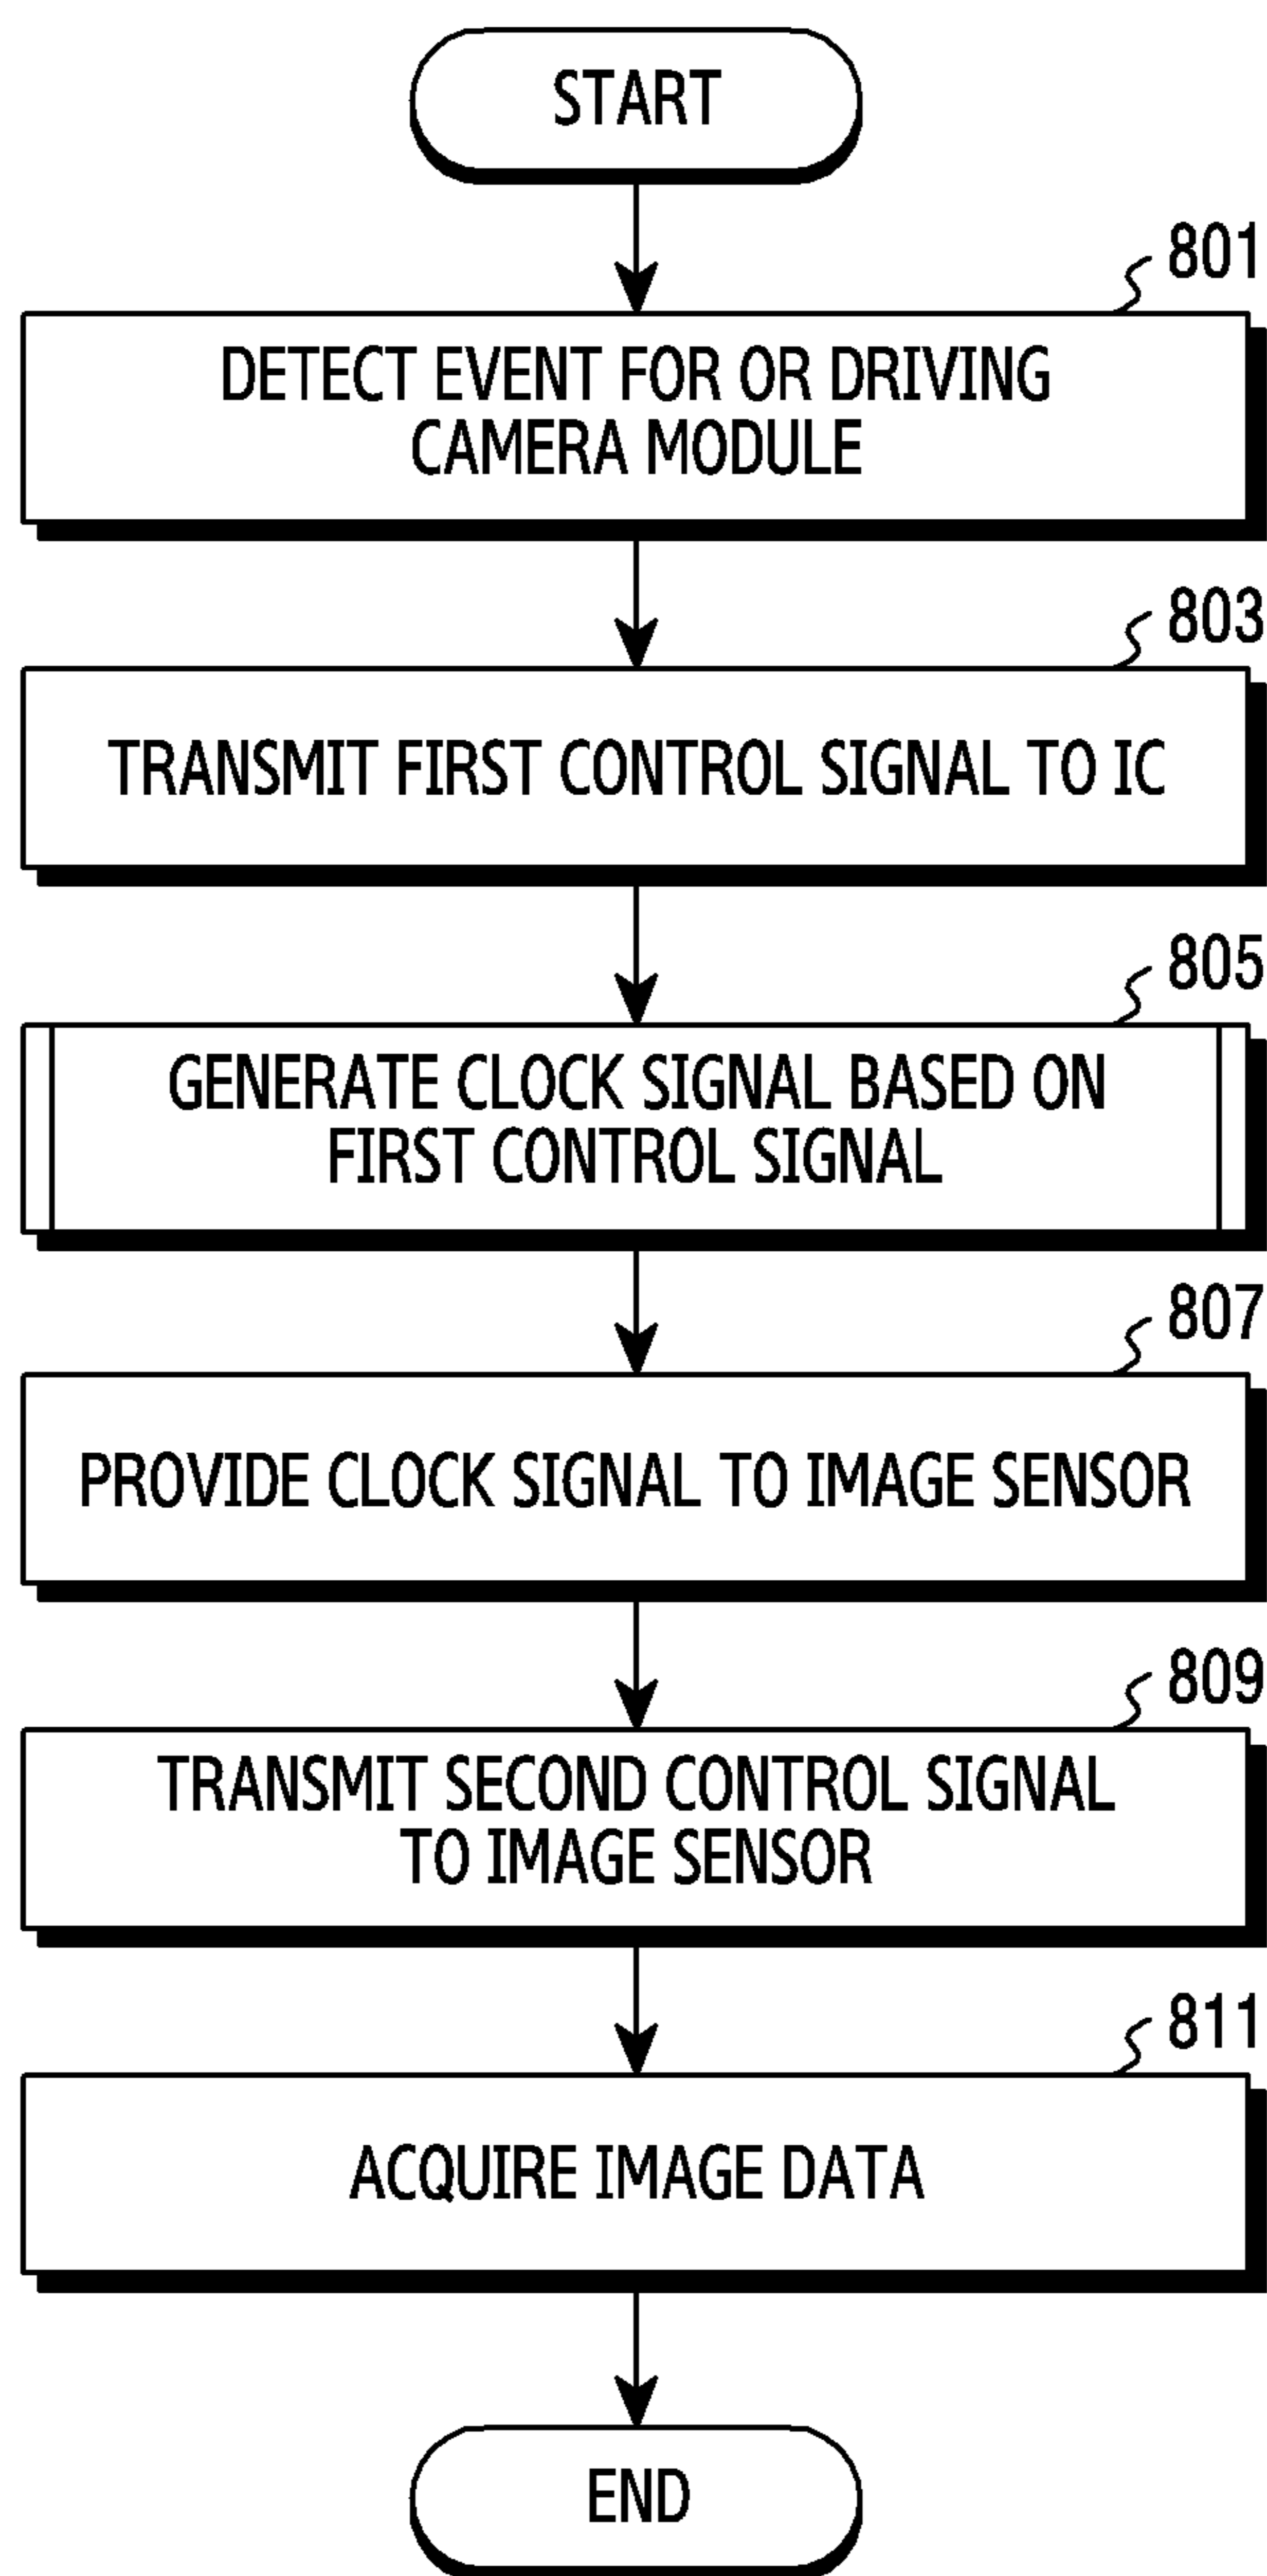 START
801
DETECT EVENT FOR OR DRIVING
CAMERA MODULE
803
TRANSMIT FIRST CONTROL SIGNAL TO IC
805
GENERATE CLOCK SIGNAL BASED ON
FIRST CONTROL SIGNAL
807
PROVIDE CLOCK SIGNAL TO IMAGE SENSOR
809
TRANSMIT SECOND CONTROL SIGNAL
TO IMAGE SENSOR
811
ACQUIRE IMAGE DATA
END